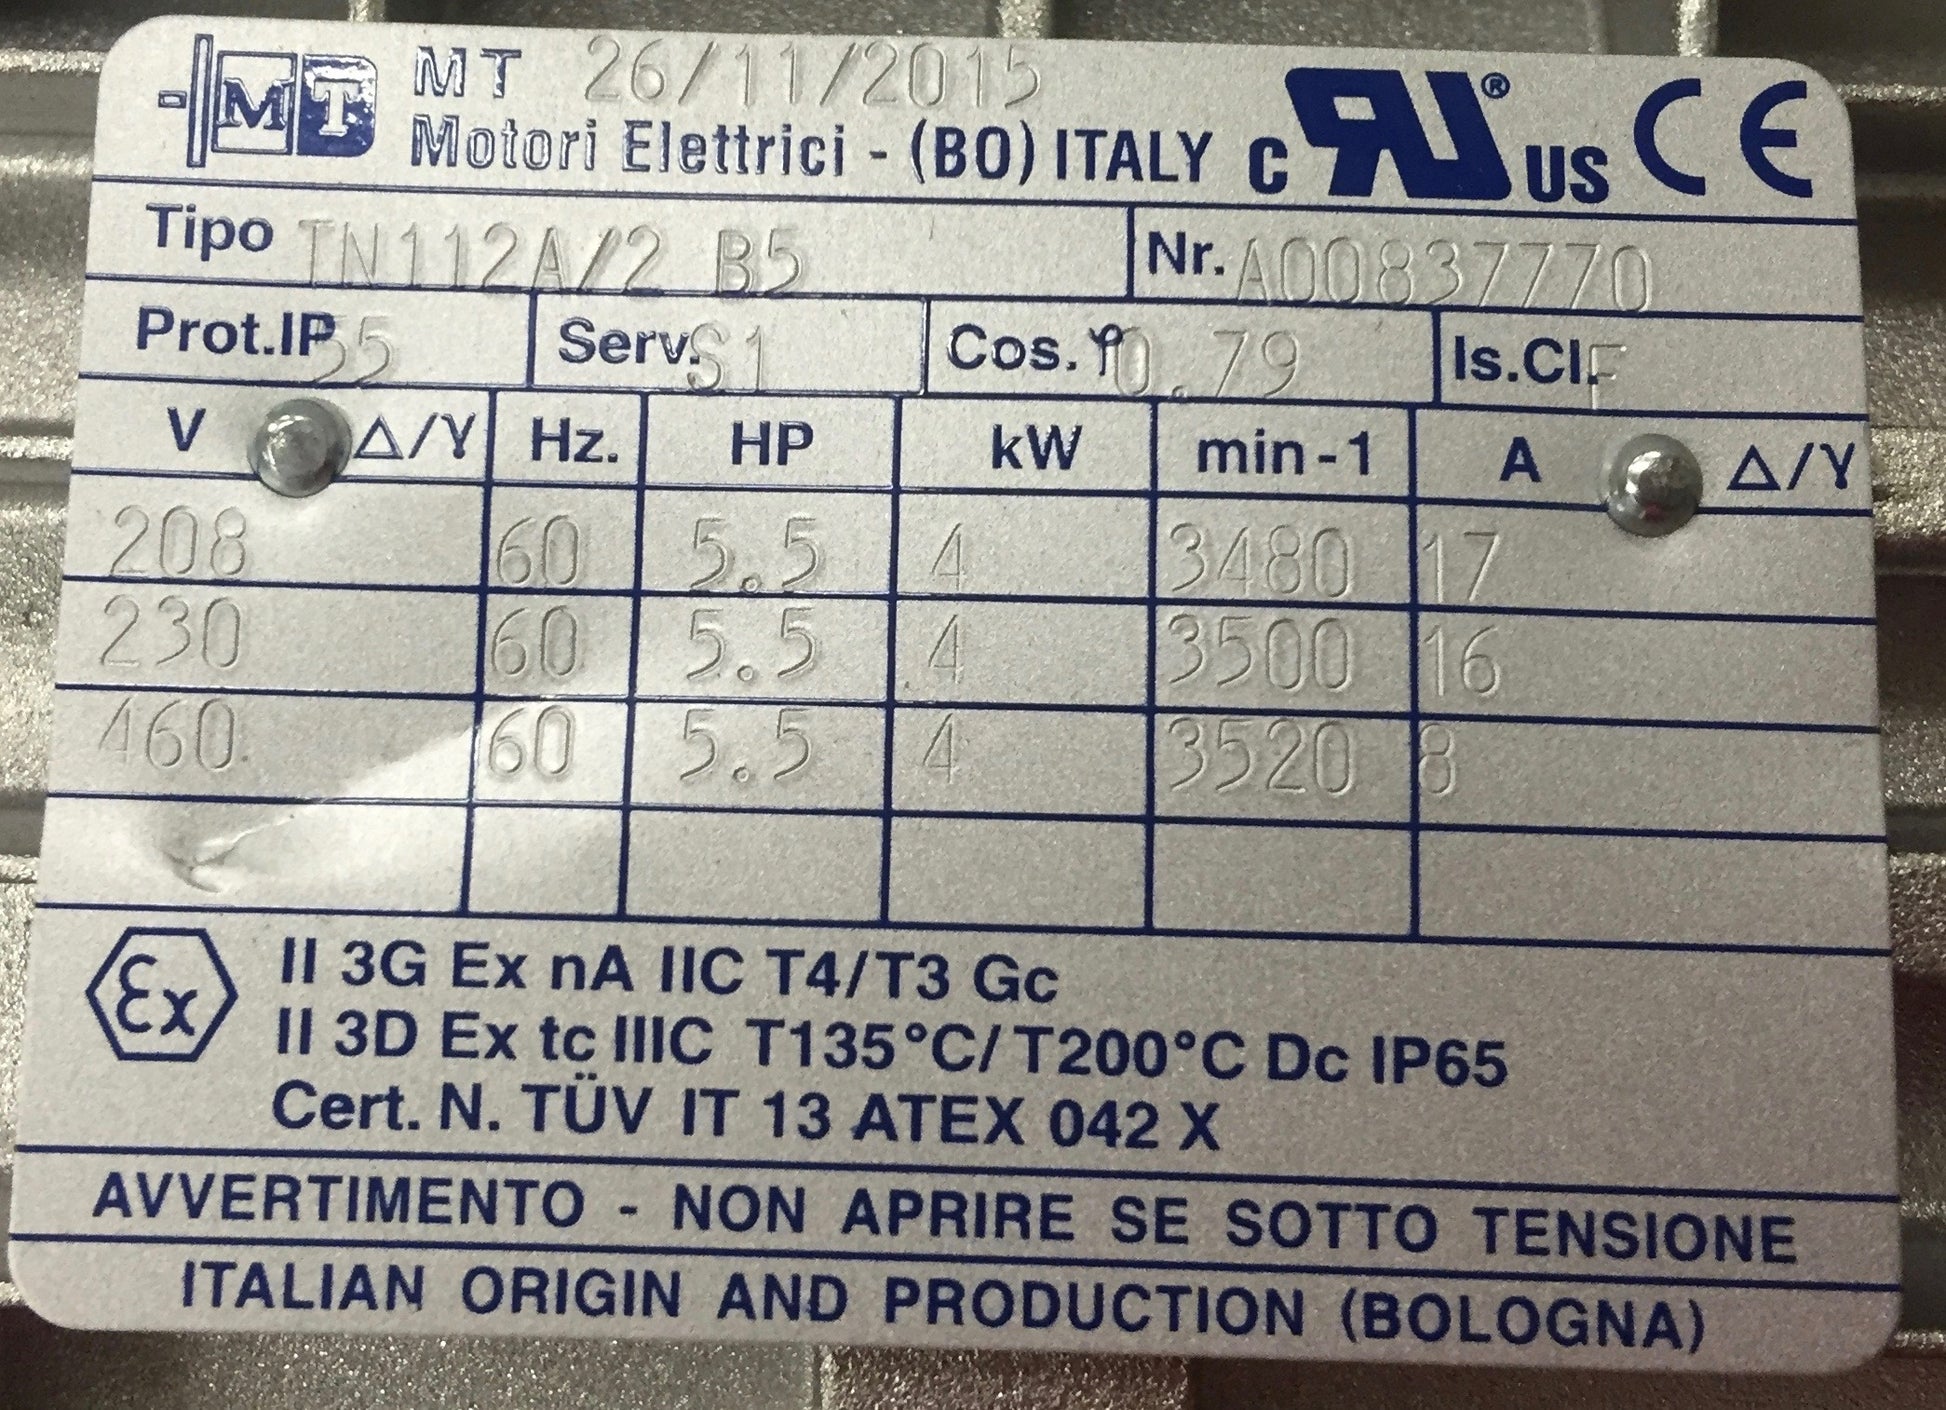 MT MT 26/11/2015
Motori Elettrici - (BO) ITALY c RU® US CE
Tipo TN112A/2 B5 Nr. A00837770
Prot.IP 55 Serv. S1 Cos. φ 0.79 Is.Cl. F
V Δ/Y Hz. HP kW min-1 A Δ/Y
208 60 5.5 4 3480 17
230 60 5.5 4 3500 16
460 60 5.5 4 3520 8
Ex II 3G Ex nA IIC T4/T3 Gc
II 3D Ex tc IIIC T135°C/T200°C Dc IP65
Cert. N. TÜV IT 13 ATEX 042 X
AVVERTIMENTO - NON APRIRE SE SOTTO TENSIONE
ITALIAN ORIGIN AND PRODUCTION (BOLOGNA)